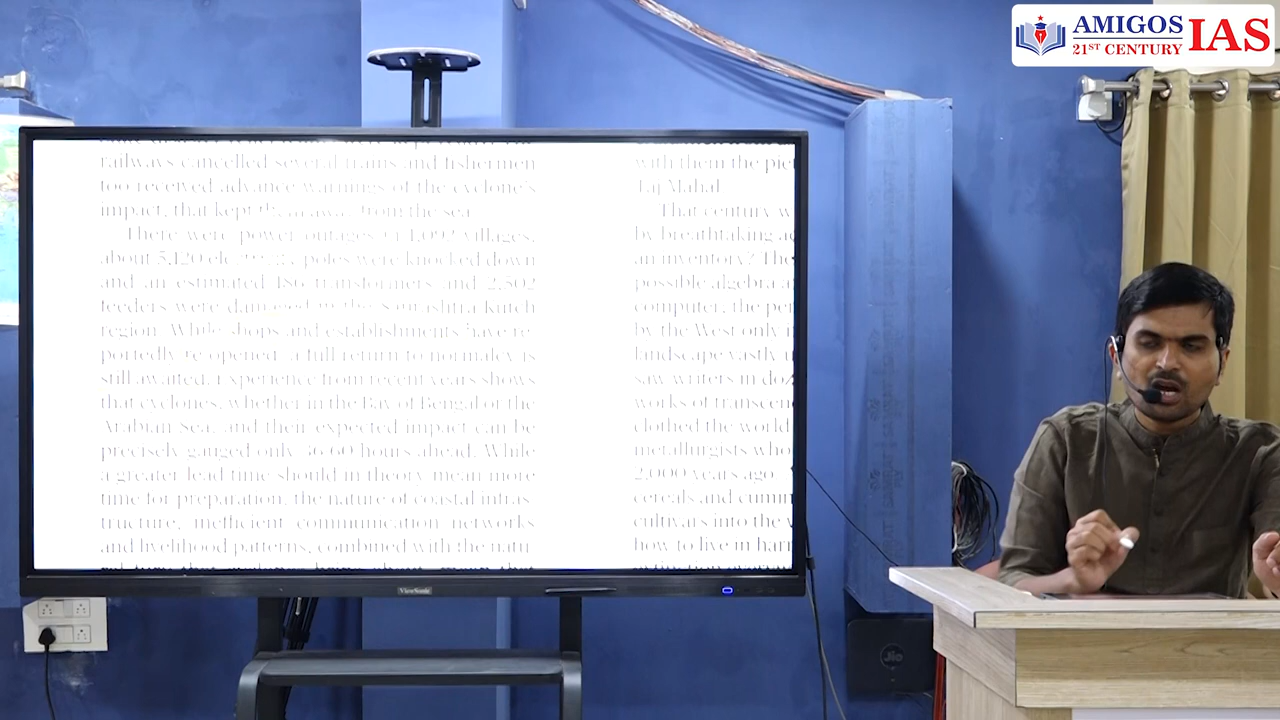 AMIGOS
21ST CENTURY
IAS
railways cancelled several trains and fishermen
too received advance warnings of the cyclone's
impact, that kept them away from the sea.
There were power outages in 1,092 villages,
about 5,120 electricity poles were knocked down
and an estimated 186 transformers and 2,502
feeders were damaged in the Saurashtra-Kutch
region. While shops and establishments have re-
portedly re-opened, a full return to normalcy is
still awaited. Experience from recent years shows
that cyclones, whether in the Bay of Bengal or the
Arabian Sea, and their expected impact can be
precisely gauged only 36-60 hours ahead. While
a greater lead time should in theory mean more
time for preparation, the nature of coastal infras-
tructure, inefficient communication networks
and livelihood patterns, combined with the natu-
with them the
Taj Mahal.
That century
by breathtaking
an inventory? The
possible algebra
computer, the
by the West only
landscape vastly
saw writers in
works of
clothed the world
metallurgists who
2,000 years ago
cereals and
cultivars into the
how to live in
ViewSonic
Jio